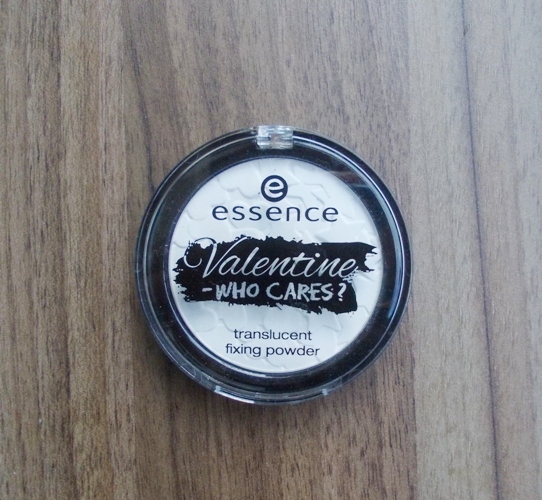 e
essence
Valentine
- WHO CARES?
translucent
fixing powder